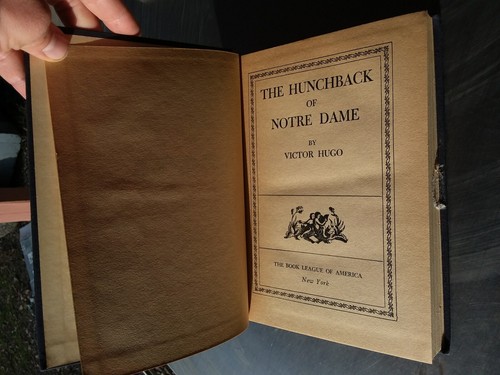 THE HUNCHBACK
OF
NOTRE DAME
BY
VICTOR HUGO
THE BOOK LEAGUE OF AMERICA
New York